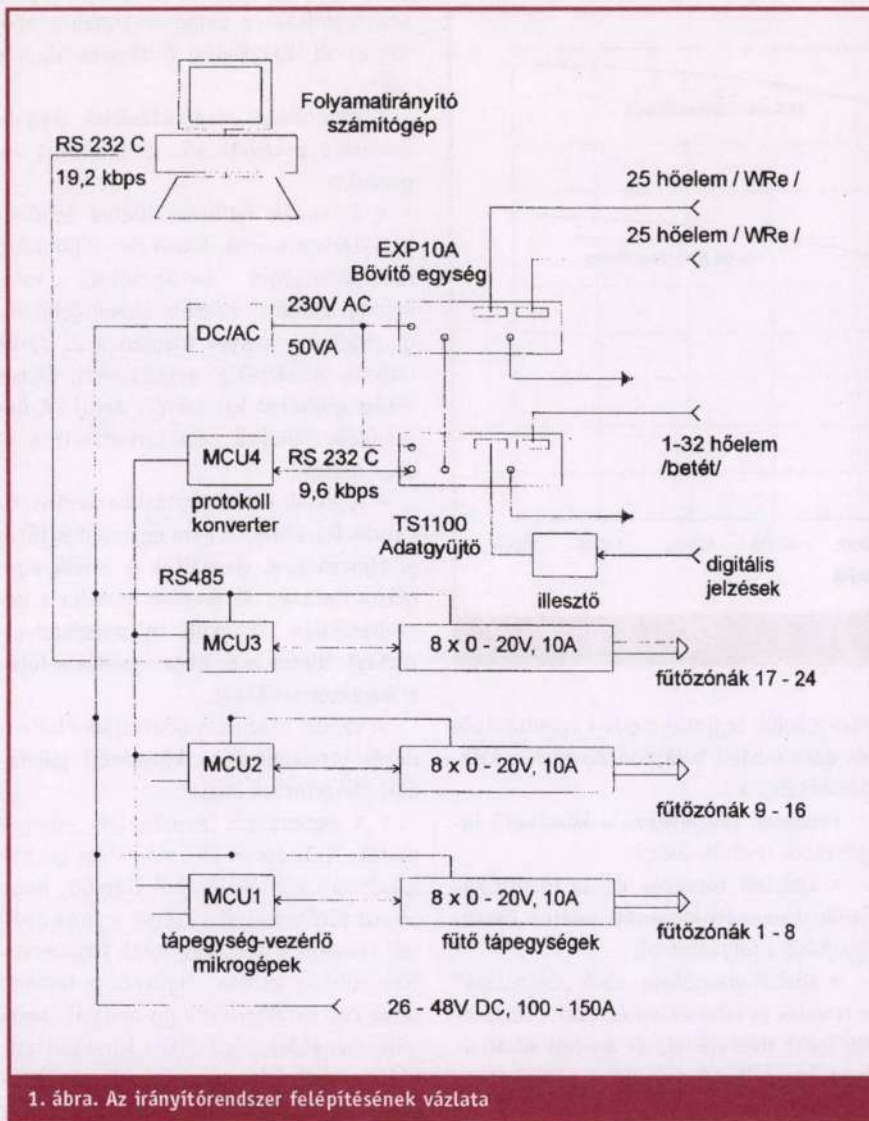 Folyamatirányító
számítógép
RS 232 C
19,2 kbps
25 hőelem / WRe /
25 hőelem / WRe /
EXP10A
Bővítő egység
230V AC
DC/AC
50VA
MCU4
RS 232 C
9,6 kbps
protokoll
konverter
1-32 hőelem
/betét/
TS1100
Adatgyűjtő
digitális
jelzések
illesztő
RS485
MCU3
8 x 0 - 20V, 10A
fűtőzónák 17 - 24
MCU2
8 x 0 - 20V, 10A
fűtőzónák 9 - 16
MCU1
8 x 0 - 20V, 10A
tápegység-vezérlő
mikrogépek
fűtő tápegységek
fűtőzónák 1 - 8
26 - 48V DC, 100 - 150A
1. ábra. Az irányítórendszer felépítésének vázlata